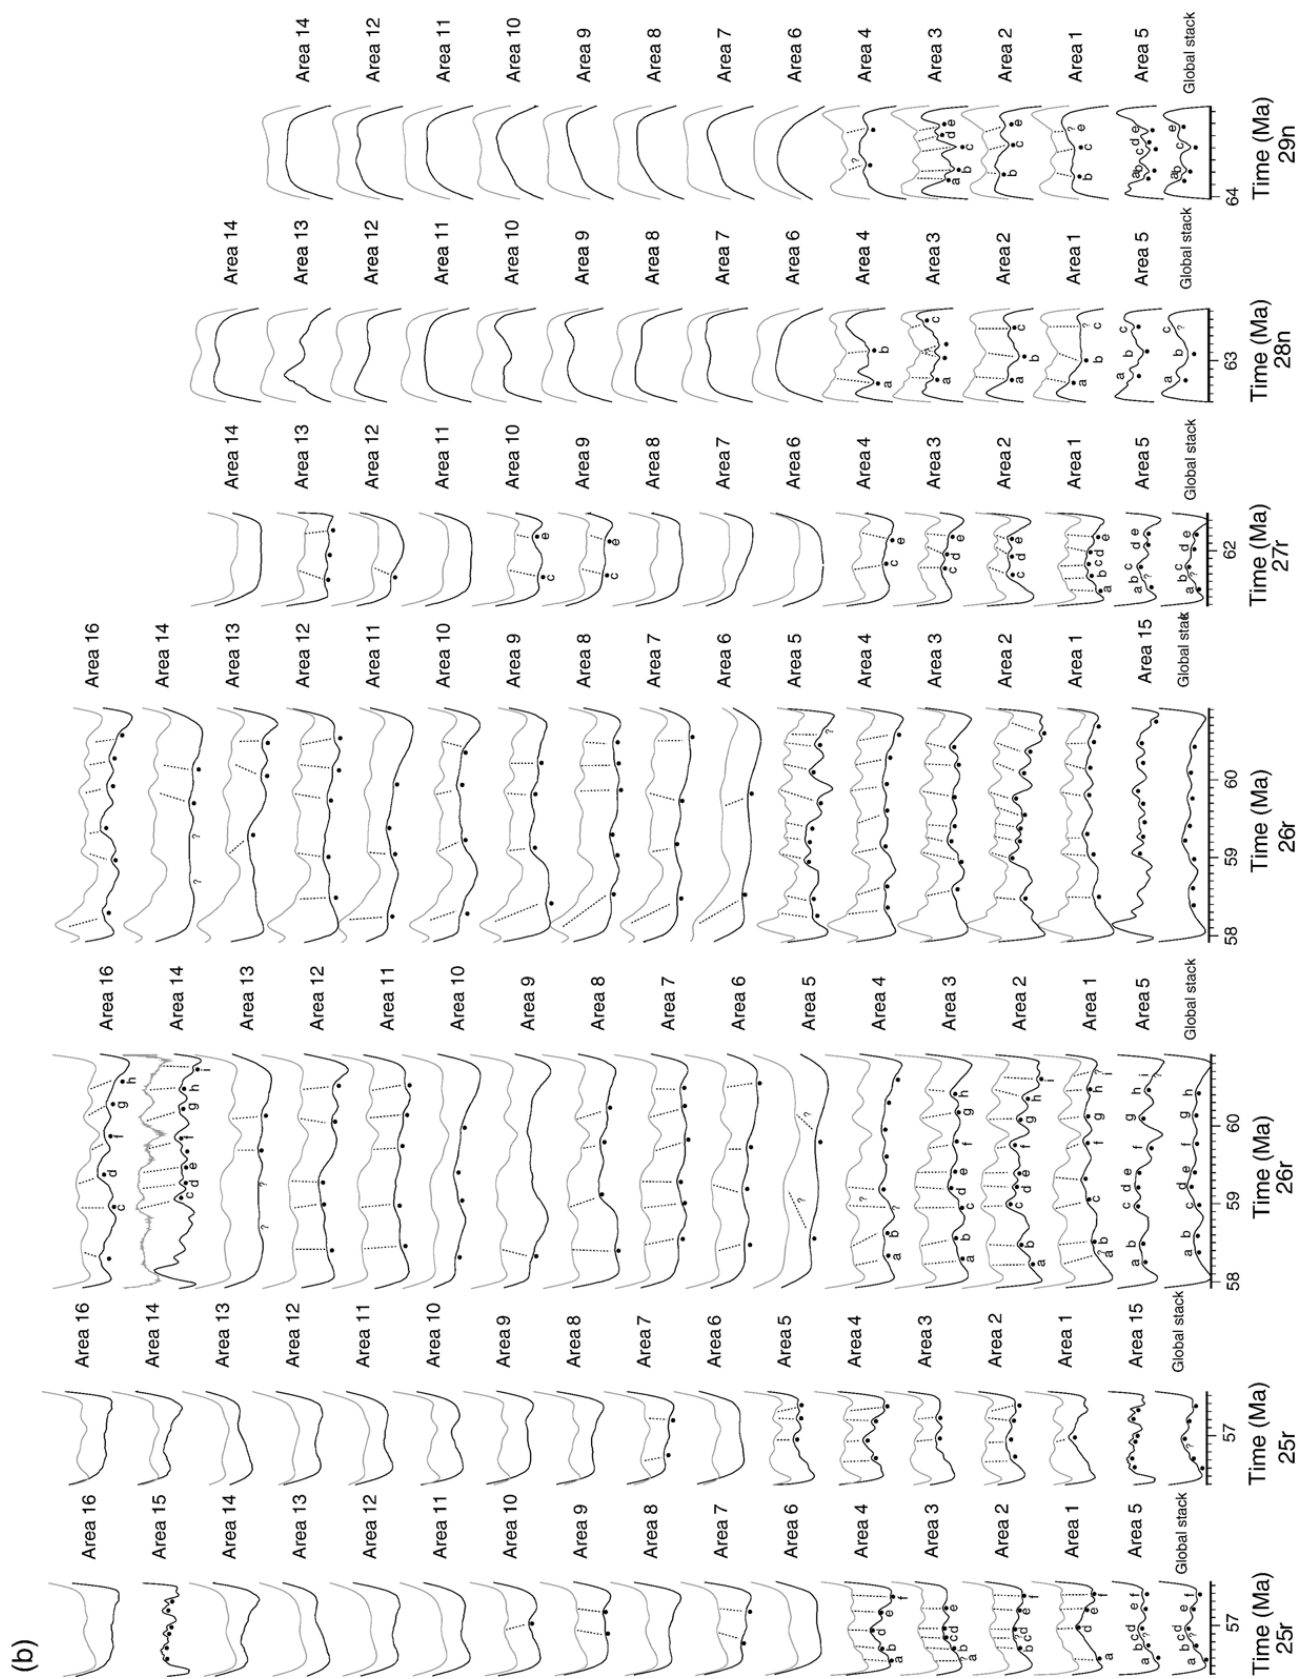 (b)
Area 16
Area 15
Area 14
Area 13
Area 12
Area 11
Area 10
Area 9
Area 8
Area 7
Area 6
a b d e f
Area 4
? a b c d e
Area 3
b c ? d e f
Area 2
a d e f
Area 1
a b c d ? e f
Area 5
a b c d ? e f
Global stack
57
Time (Ma)
25r
Area 16
Area 14
Area 13
Area 12
Area 11
Area 10
Area 9
Area 8
Area 7
Area 6
Area 5
Area 4
Area 3
Area 2
Area 1
Area 15
?
Global stack
57
Time (Ma)
25r
c d f g h
Area 16
c d e f g h i
Area 14
? ?
Area 13
Area 12
Area 11
Area 10
Area 9
Area 8
Area 7
Area 6
? ?
Area 5
a b ? ?
Area 4
a b c d e f g h
Area 3
a b c d e f g h i
Area 2
a ? b c f g h i ?
Area 1
a b c d e f g h i ?
Area 5
a b c d e f g h
Global stack
58 59 60
Time (Ma)
26r
Area 16
? ?
Area 14
Area 13
Area 12
Area 11
Area 10
Area 9
Area 8
Area 7
Area 6
?
Area 5
Area 4
Area 3
Area 2
Area 1
Area 15
Global stack
58 59 60
Time (Ma)
26r
Area 14
Area 13
Area 12
Area 11
c e
Area 10
c e
Area 9
Area 8
Area 7
Area 6
c e
Area 4
c d e
Area 3
c d e
Area 2
a b c d e
Area 1
a b ? c d e
Area 5
a b ? c d e
Global stack
62
Time (Ma)
27r
Area 14
Area 13
Area 12
Area 11
Area 10
Area 9
Area 8
Area 7
Area 6
a b
Area 4
a ? c
Area 3
a b c
Area 2
a b ? c
Area 1
a b c
Area 5
a b c ?
Global stack
63
Time (Ma)
28n
Area 14
Area 12
Area 11
Area 10
Area 9
Area 8
Area 7
Area 6
?
Area 4
a b c d e
Area 3
b c e
Area 2
b c ? e
Area 1
a b c d e
Area 5
a b c e
Global stack
64
Time (Ma)
29n